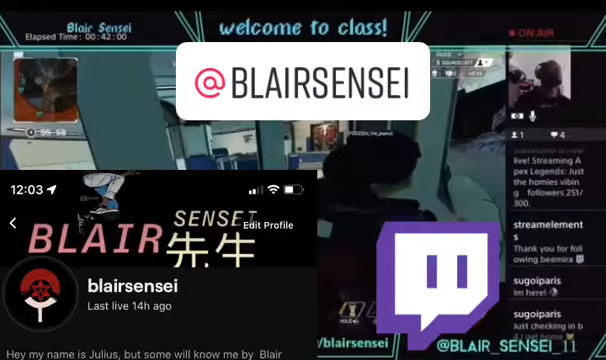 Blair Sensei
welcome to class!
ON AIR
Elapsed Time : 00:42:00
@BLAIRSENSEI
1
4
live! Streaming A
pex Legends: Just
the homies vibin
g followers 251/
300.
streamelement
s
Thank you for foll
owing beemira
sugoiparis
Im here!
sugoiparis
Just checking in b
12:03
Edit Profile
BLAIR
SENSEI
先生
blairsensei
Last live 14h ago
Hey my name is Julius, but some will know me by Blair
/blairsensei
@BLAIR_SENSEI_11